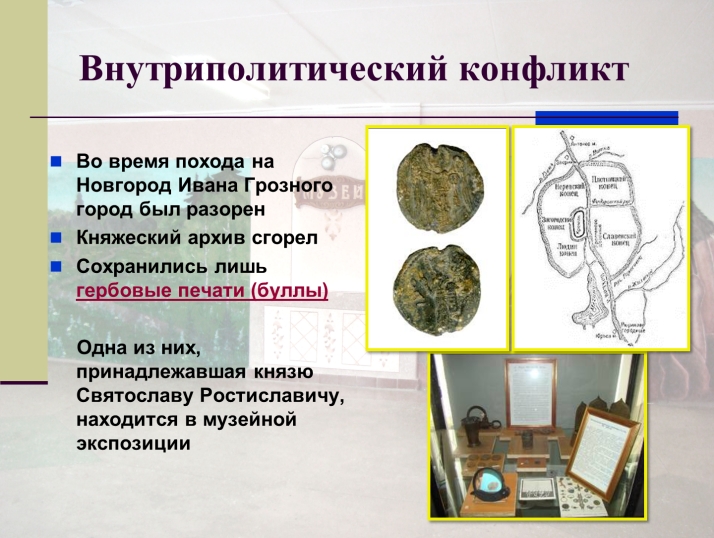 Внутриполитический конфликт
Во время похода на
Новгород Ивана Грозного
город был разорен
Княжеский архив сгорел
Сохранились лишь
гербовые печати (буллы)
Одна из них,
принадлежавшая князю
Святославу Ростиславичу,
находится в музейной
экспозиции
Неревский
конец
Плотницкий
конец
Загородский
конец
Славенский
конец
Людин
конец